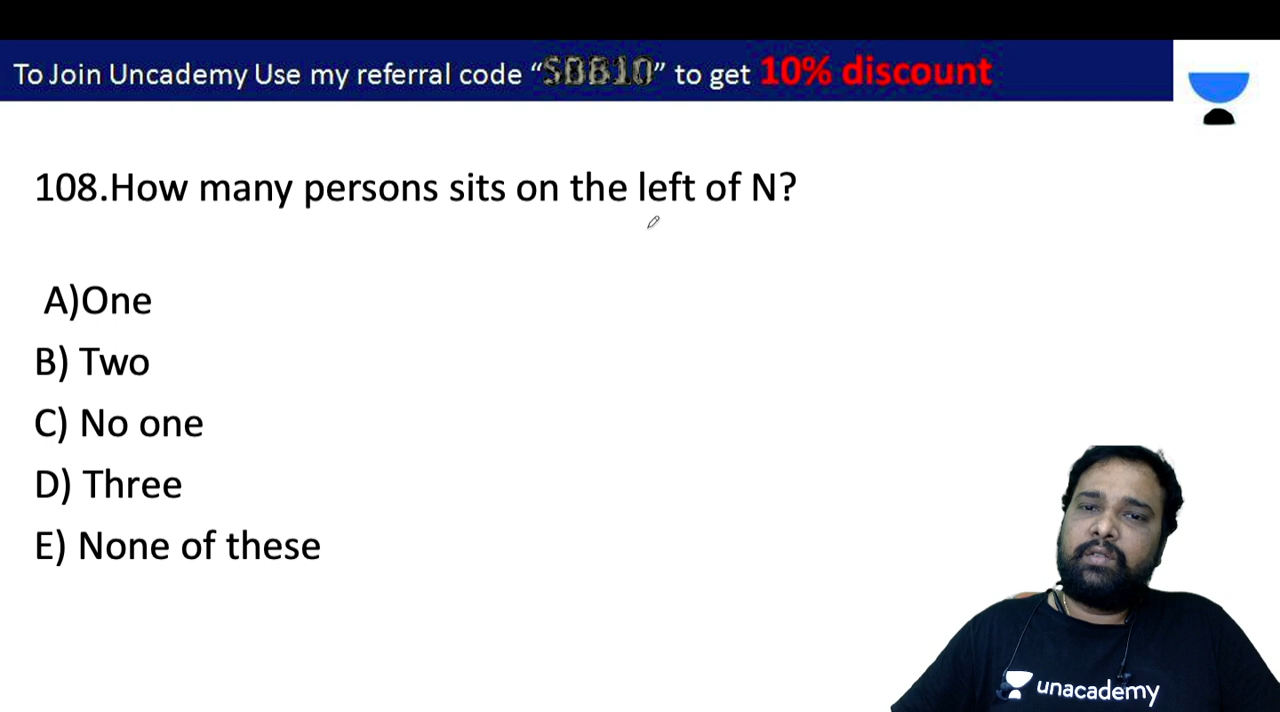 To Join Uncademy Use my referral code “SBB10” to get 10% discount
108.How many persons sits on the left of N?
A)One
B) Two
C) No one
D) Three
E) None of these
unacademy